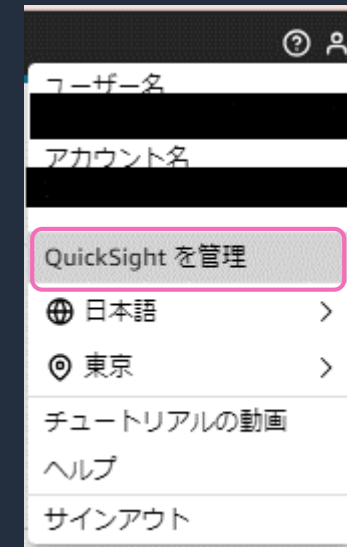 ユーザー名
アカウント名
QuickSight を管理
日本語
東京
チュートリアルの動画
ヘルプ
サインアウト